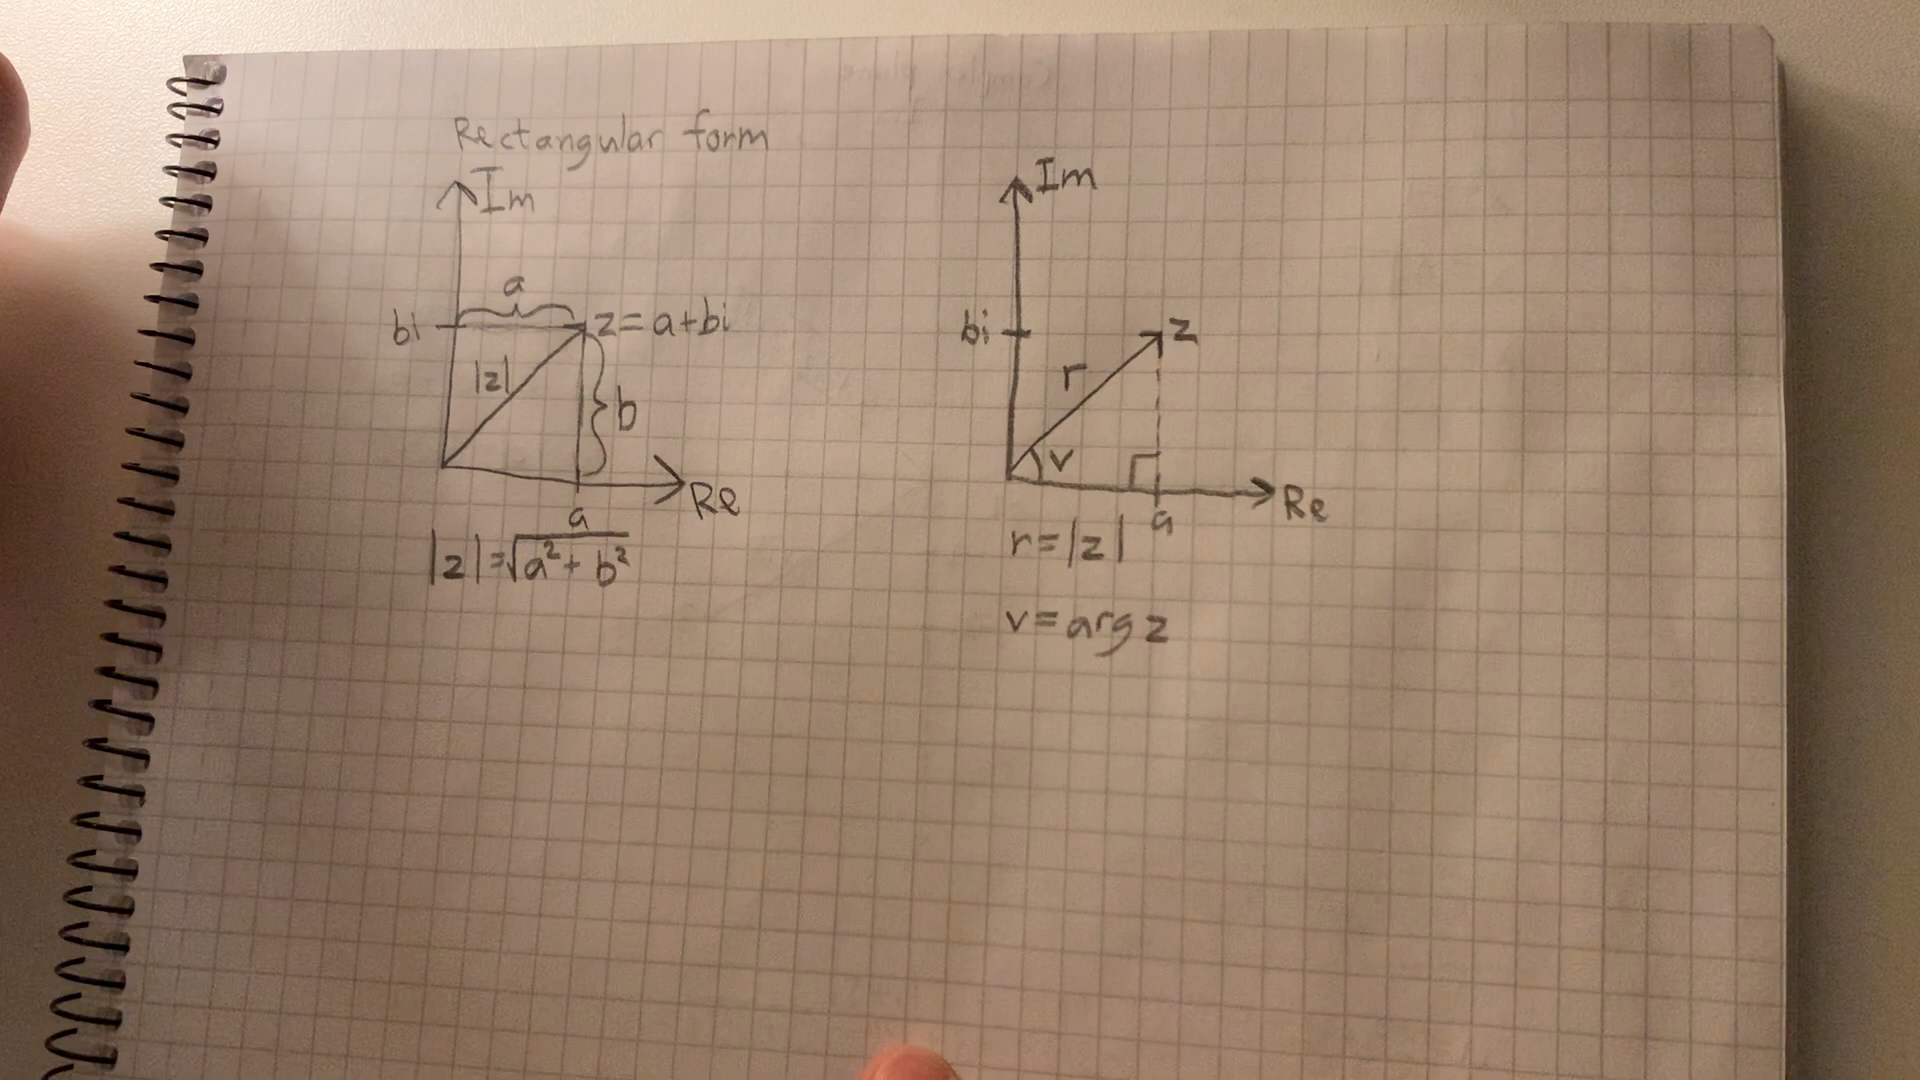 Rectangular form
Im
a
bi
z=a+bi
|z|
b
Re
a
|z|=√a²+b²
Im
bi
z
r
v
Re
a
r=|z|
v=arg z